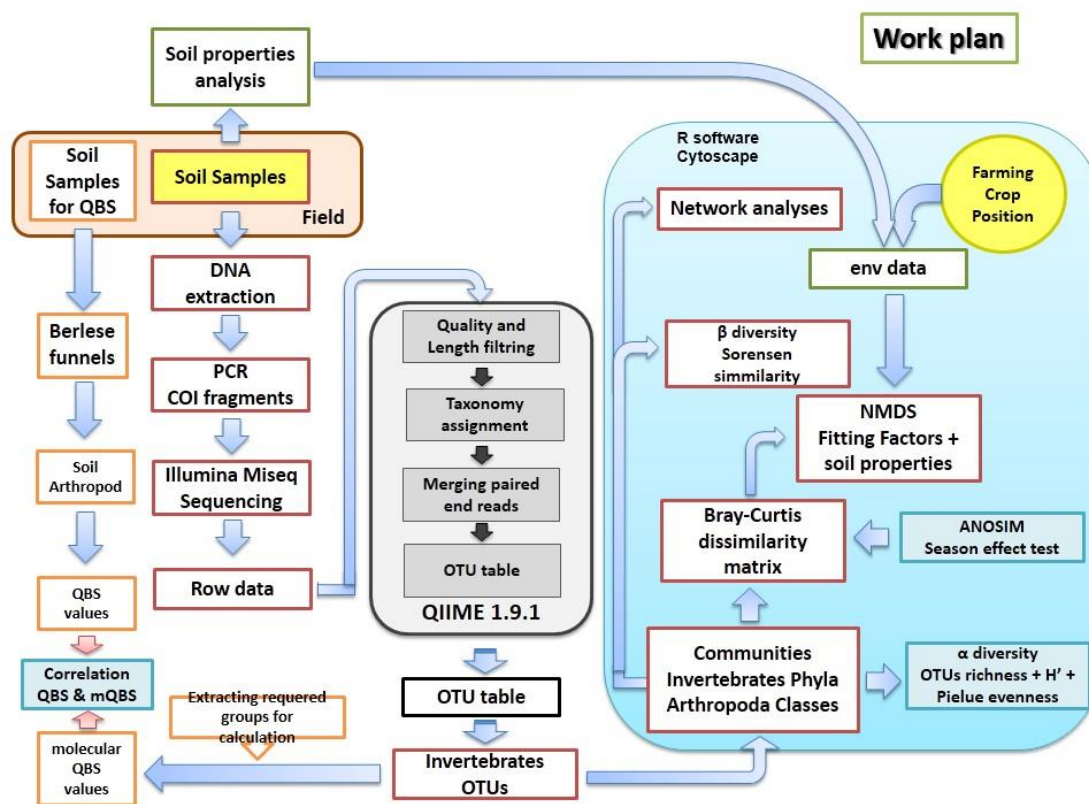 Work plan
Soil properties
analysis
Soil
Samples
for QBS
Soil Samples
Field
Berlese
funnels
Soil
Arthropod
QBS
values
Correlation
QBS & mQBS
molecular
QBS
values
DNA
extraction
PCR
COI fragments
Illumina Miseq
Sequencing
Row data
Quality and
Length filtring
Taxonomy
assignment
Merging paired
end reads
OTU table
QIIME 1.9.1
OTU table
Invertebrates
OTUs
Extracting requered
groups for
calculation
R software
Cytoscape
Network analyses
Farming
Crop
Position
env data
β diversity
Sorensen
simmilarity
NMDS
Fitting Factors +
soil properties
Bray-Curtis
dissimilarity
matrix
ANOSIM
Season effect test
Communities
Invertebrates Phyla
Arthropoda Classes
α diversity
OTUs richness + H’ +
Pielue evenness